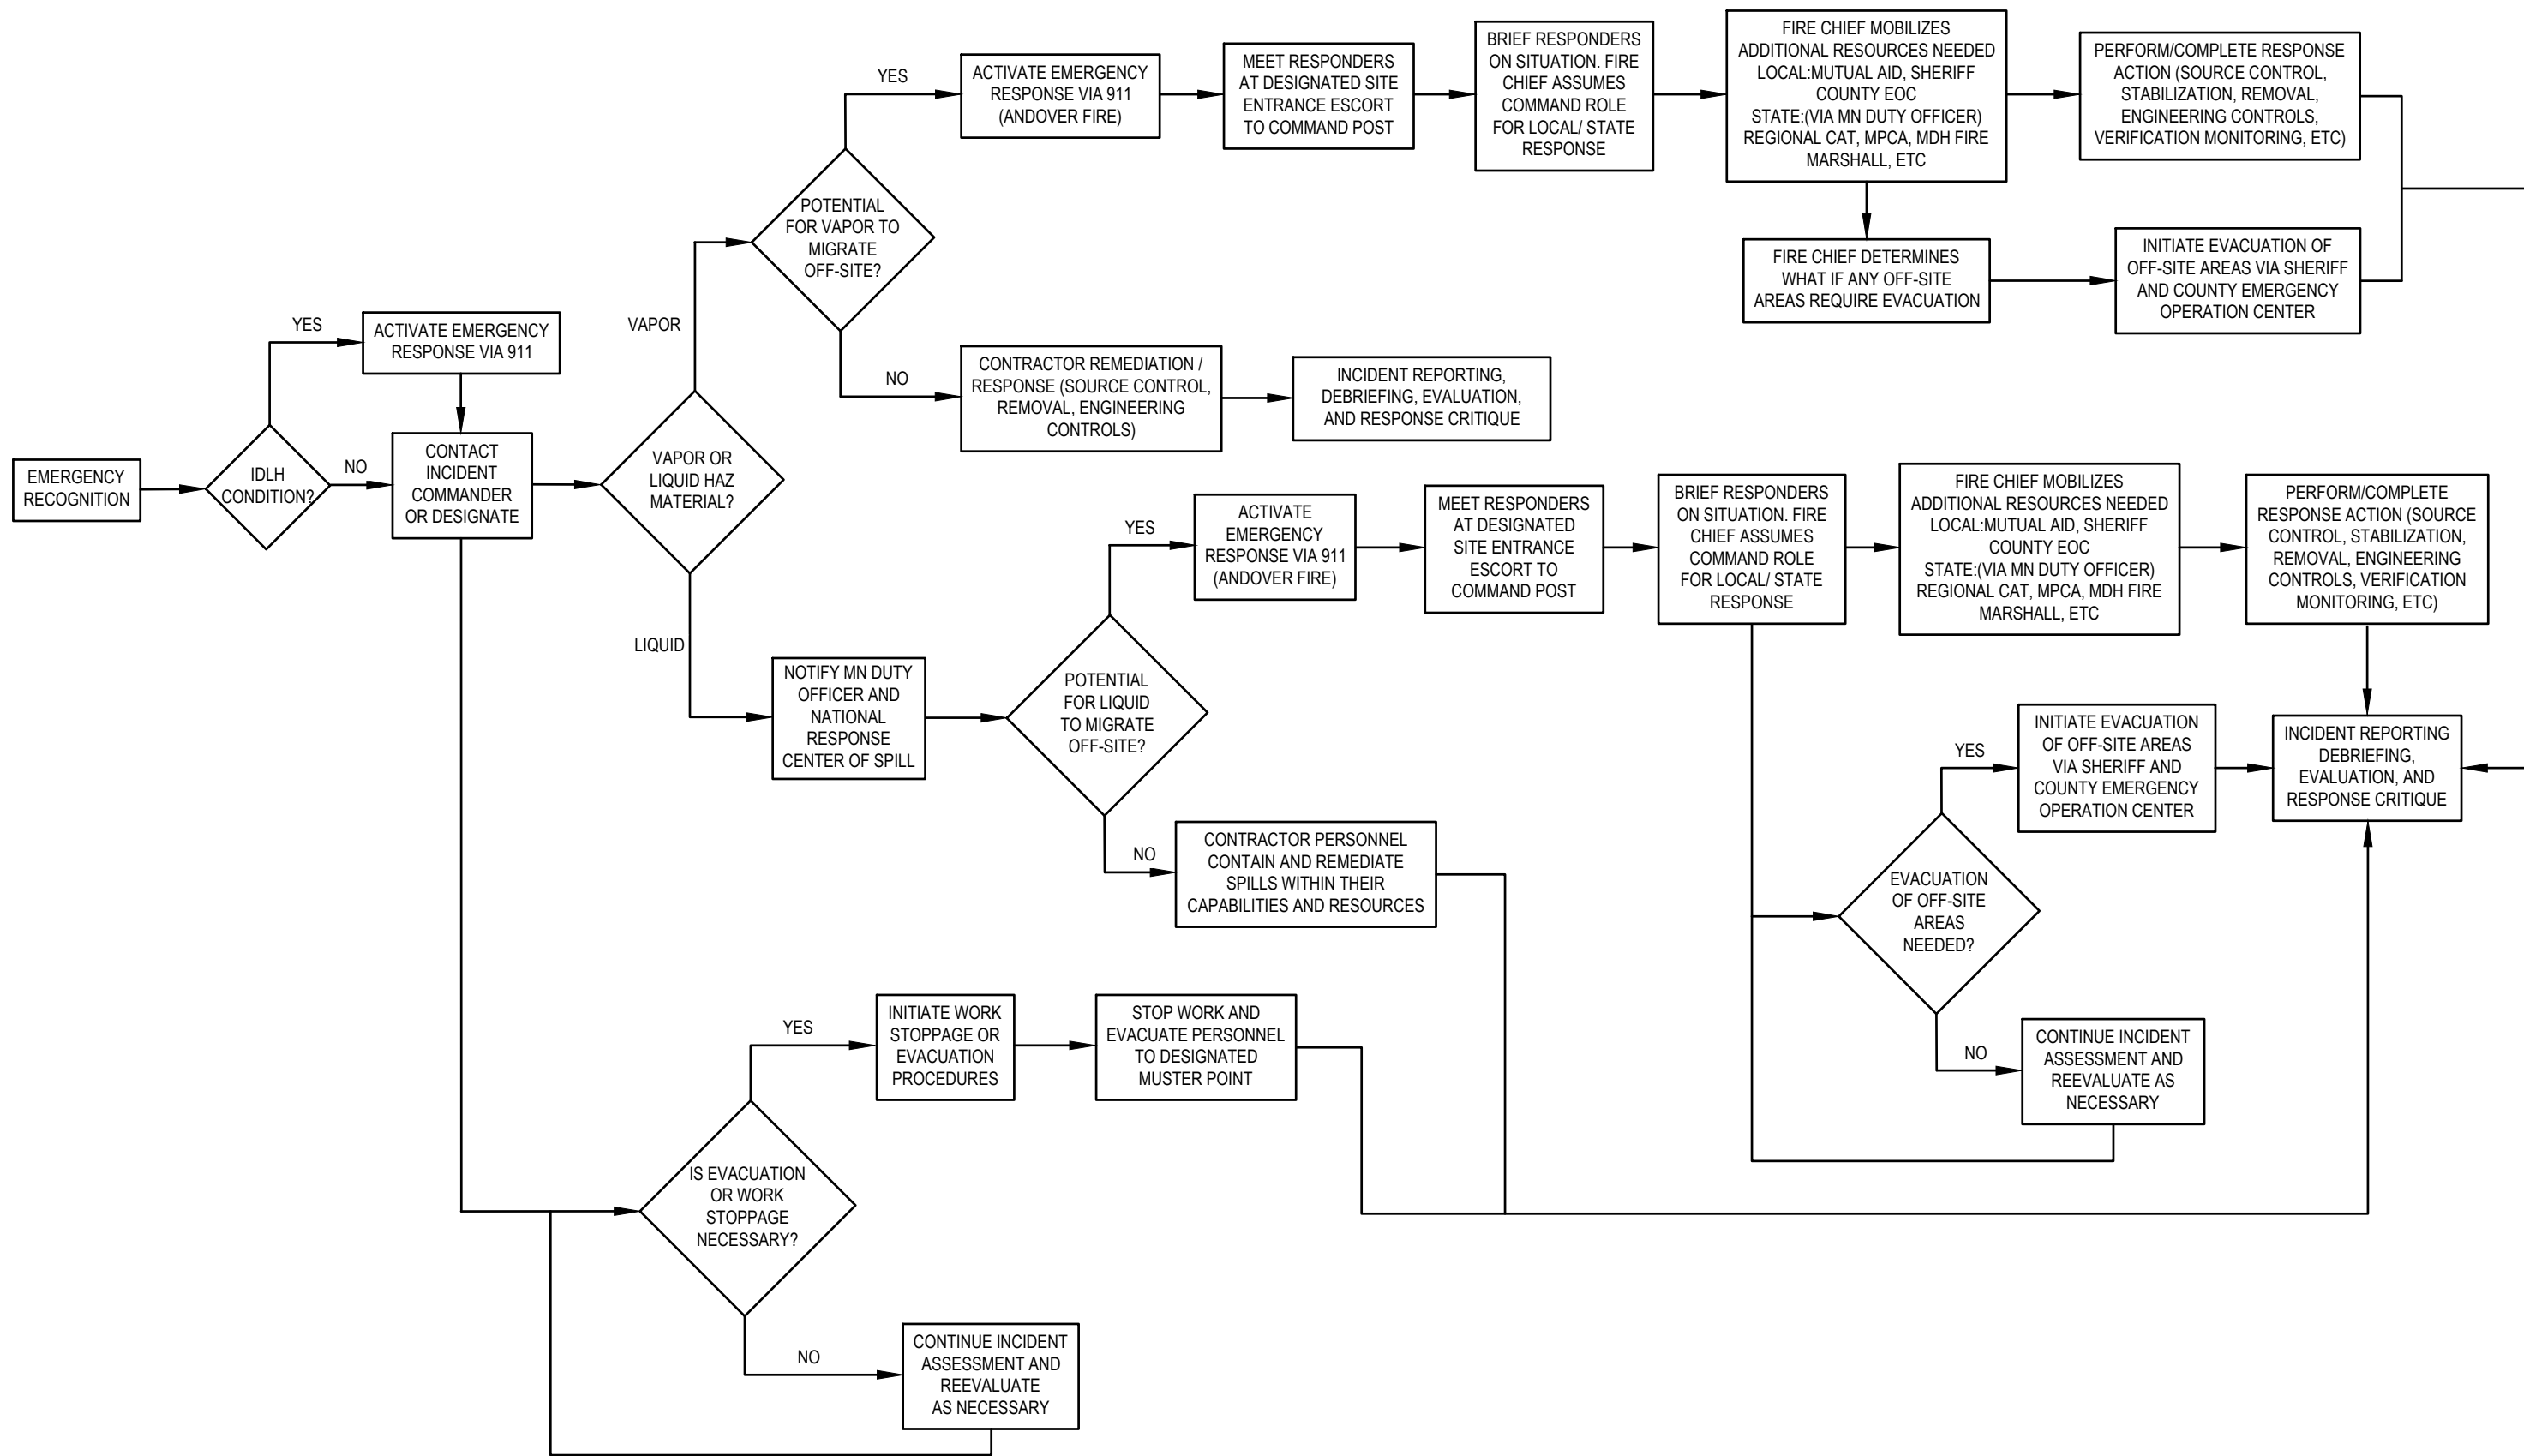 EMERGENCY
RECOGNITION
IDLH
CONDITION?
YES
ACTIVATE EMERGENCY
RESPONSE VIA 911
NO
CONTACT
INCIDENT
COMMANDER
OR DESIGNATE
VAPOR OR
LIQUID HAZ
MATERIAL?
VAPOR
POTENTIAL
FOR VAPOR TO
MIGRATE
OFF-SITE?
YES
ACTIVATE EMERGENCY
RESPONSE VIA 911
(ANDOVER FIRE)
MEET RESPONDERS
AT DESIGNATED SITE
ENTRANCE ESCORT
TO COMMAND POST
BRIEF RESPONDERS
ON SITUATION. FIRE
CHIEF ASSUMES
COMMAND ROLE
FOR LOCAL/ STATE
RESPONSE
FIRE CHIEF MOBILIZES
ADDITIONAL RESOURCES NEEDED
LOCAL:MUTUAL AID, SHERIFF
COUNTY EOC
STATE:(VIA MN DUTY OFFICER)
REGIONAL CAT, MPCA, MDH FIRE
MARSHALL, ETC
PERFORM/COMPLETE RESPONSE
ACTION (SOURCE CONTROL,
STABILIZATION, REMOVAL,
ENGINEERING CONTROLS,
VERIFICATION MONITORING, ETC)
FIRE CHIEF DETERMINES
WHAT IF ANY OFF-SITE
AREAS REQUIRE EVACUATION
INITIATE EVACUATION OF
OFF-SITE AREAS VIA SHERIFF
AND COUNTY EMERGENCY
OPERATION CENTER
NO
CONTRACTOR REMEDIATION /
RESPONSE (SOURCE CONTROL,
REMOVAL, ENGINEERING
CONTROLS)
INCIDENT REPORTING,
DEBRIEFING, EVALUATION,
AND RESPONSE CRITIQUE
LIQUID
NOTIFY MN DUTY
OFFICER AND
NATIONAL
RESPONSE
CENTER OF SPILL
POTENTIAL
FOR LIQUID
TO MIGRATE
OFF-SITE?
YES
ACTIVATE
EMERGENCY
RESPONSE VIA 911
(ANDOVER FIRE)
MEET RESPONDERS
AT DESIGNATED
SITE ENTRANCE
ESCORT TO
COMMAND POST
BRIEF RESPONDERS
ON SITUATION. FIRE
CHIEF ASSUMES
COMMAND ROLE
FOR LOCAL/ STATE
RESPONSE
FIRE CHIEF MOBILIZES
ADDITIONAL RESOURCES NEEDED
LOCAL:MUTUAL AID, SHERIFF
COUNTY EOC
STATE:(VIA MN DUTY OFFICER)
REGIONAL CAT, MPCA, MDH FIRE
MARSHALL, ETC
PERFORM/COMPLETE
RESPONSE ACTION (SOURCE
CONTROL, STABILIZATION,
REMOVAL, ENGINEERING
CONTROLS, VERIFICATION
MONITORING, ETC)
EVACUATION
OF OFF-SITE
AREAS
NEEDED?
YES
INITIATE EVACUATION
OF OFF-SITE AREAS
VIA SHERIFF AND
COUNTY EMERGENCY
OPERATION CENTER
INCIDENT REPORTING
DEBRIEFING,
EVALUATION, AND
RESPONSE CRITIQUE
NO
CONTINUE INCIDENT
ASSESSMENT AND
REEVALUATE AS
NECESSARY
NO
CONTRACTOR PERSONNEL
CONTAIN AND REMEDIATE
SPILLS WITHIN THEIR
CAPABILITIES AND RESOURCES
IS EVACUATION
OR WORK
STOPPAGE
NECESSARY?
YES
INITIATE WORK
STOPPAGE OR
EVACUATION
PROCEDURES
STOP WORK AND
EVACUATE PERSONNEL
TO DESIGNATED
MUSTER POINT
NO
CONTINUE INCIDENT
ASSESSMENT AND
REEVALUATE
AS NECESSARY